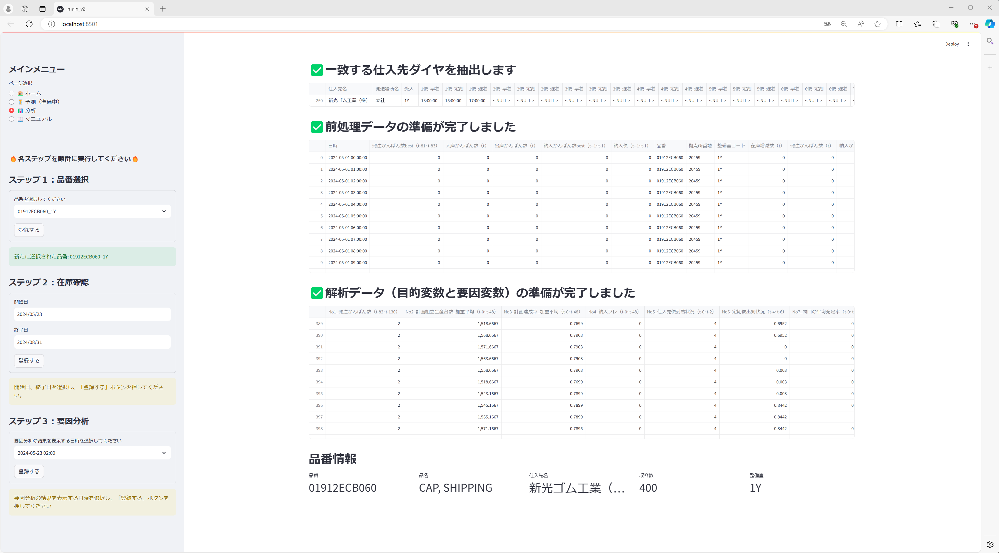 main_v2
localhost:8501
Deploy
メインメニュー
ページ選択
🏠 ホーム
⏳ 予測（準備中）
📊 分析
📖 マニュアル
🔥各ステップを順番に実行してください🔥
ステップ１：品番選択
品番を選択してください
01912ECB060_1Y
登録する
新たに選択された品番: 01912ECB060_1Y
ステップ２：在庫確認
開始日
2024/05/23
終了日
2024/08/31
登録する
開始日、終了日を選択し、「登録する」ボタンを押してくださ
い。
ステップ３：要因分析
要因分析の結果を表示する日時を選択してください
2024-05-23 02:00
登録する
要因分析の結果を表示する日時を選択し、「登録する」ボタンを
押してください
✅一致する仕入先ダイヤを抽出します
仕入先名 発送場所名 受入 1便_早着 1便_定刻 1便_遅着 2便_早着 2便_定刻 2便_遅着 3便_早着 3便_定刻 3便_遅着 4便_早着 4便_定刻 4便_遅着 5便_早着 5便_定刻 5便_遅着 6便_早着 6便_定刻 6便_遅着
250 新光ゴム工業（株） 本社 1Y 13:00:00 15:00:00 17:00:00 < NULL > < NULL > < NULL > < NULL > < NULL > < NULL > < NULL > < NULL > < NULL > < NULL > < NULL > < NULL > < NULL > < NULL > < NULL >
✅前処理データの準備が完了しました
日時 発注かんばん数best（t-81~t-83） 入庫かんばん数（t） 出庫かんばん数（t） 納入かんばん数best（t--1~t-1） 納入便（t--1~t-1） 品番 拠点所番地 整備室コード 在庫増減数（t） 発注かんばん数（t） 納入か
0 2024-05-01 00:00:00 0 0 0 0 0 01912ECB060 20459 1Y 0 0
1 2024-05-01 01:00:00 0 0 0 0 0 01912ECB060 20459 1Y 0 0
2 2024-05-01 02:00:00 0 0 0 0 0 01912ECB060 20459 1Y 0 0
3 2024-05-01 03:00:00 0 0 0 0 0 01912ECB060 20459 1Y 0 0
4 2024-05-01 04:00:00 0 0 0 0 0 01912ECB060 20459 1Y 0 0
5 2024-05-01 05:00:00 0 0 0 0 0 01912ECB060 20459 1Y 0 0
6 2024-05-01 06:00:00 0 0 0 0 0 01912ECB060 20459 1Y 0 0
7 2024-05-01 07:00:00 0 0 0 0 0 01912ECB060 20459 1Y 0 0
8 2024-05-01 08:00:00 0 0 0 0 0 01912ECB060 20459 1Y 0 0
9 2024-05-01 09:00:00 0 0 0 0 0 01912ECB060 20459 1Y 0 0
✅解析データ（目的変数と要因変数）の準備が完了しました
No1_発注かんばん数（t-82~t-130） No2_計画組立生産台数_加重平均（t-0~t-48） No3_計画達成率_加重平均（t-0~t-48） No4_納入フレ（t-0~t-48） No5_仕入先便到着状況（t-0~t-2） No6_定期便出発状況（t-4~t-6） No7_間口の平均充足率（t-0~t
389 2 1,518.6667 0.7699 0 4 0.6952 0
390 2 1,568.6667 0.7903 0 4 0.6952 0
391 2 1,571.6667 0.7903 0 4 0 0
392 2 1,563.6667 0.7903 0 4 0 0
393 2 1,558.6667 0.7903 0 4 0.003 0
394 2 1,518.6667 0.7699 0 4 0.003 0
395 2 1,543.1667 0.7899 0 4 0.003 0
396 2 1,545.1667 0.7899 0 4 0.8442 0
397 2 1,565.1667 0.7899 0 4 0.8442
398 2 1,571.1667 0.7895 0 4 0.8442 0
品番情報
品番 品名 仕入先名 収容数 整備室
01912ECB060 CAP, SHIPPING 新光ゴム工業（… 400 1Y